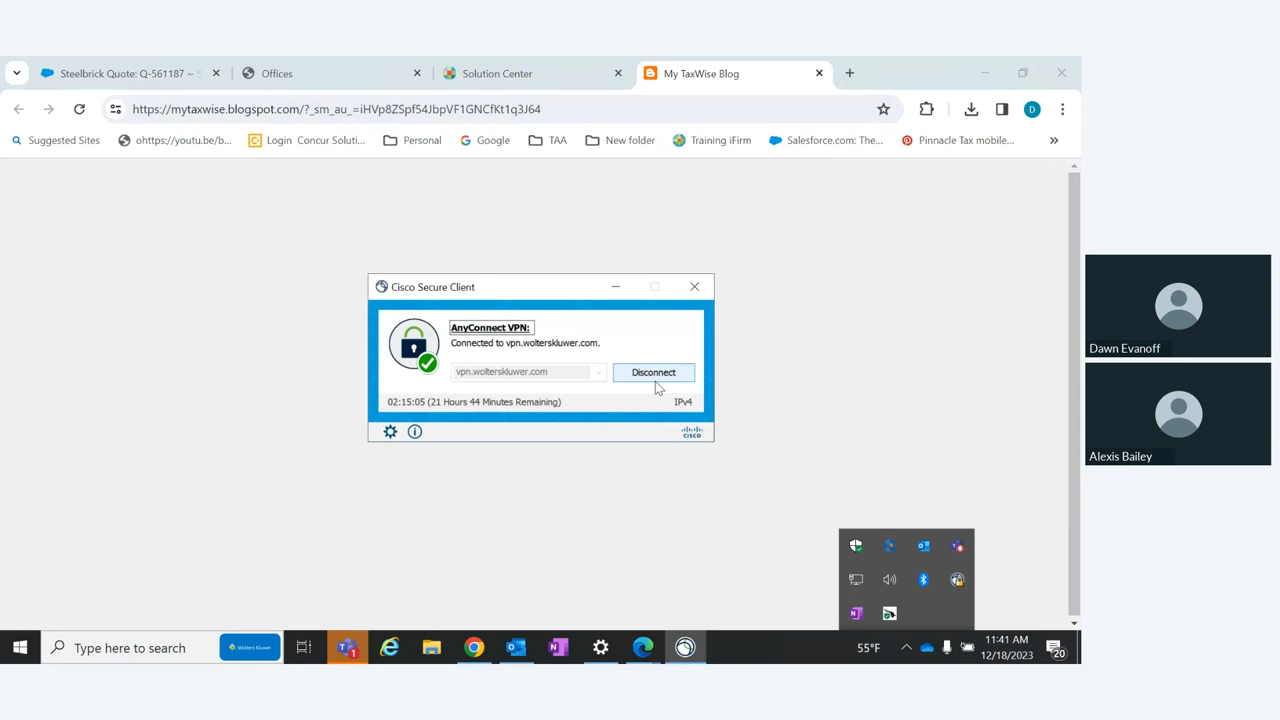 Steelbrick Quote: Q-561187 ~ S
Offices
Solution Center
My TaxWise Blog
https://mytaxwise.blogspot.com/?_sm_au_=iHVp8ZSpf54JbpVF1GNCfKt1q3J64
D
Suggested Sites
ohttps://youtu.be/b...
Login Concur Soluti...
Personal
Google
TAA
New folder
Training iFirm
Salesforce.com: The...
Pinnacle Tax mobile...
»
Cisco Secure Client
AnyConnect VPN:
Connected to vpn.wolterskluwer.com.
vpn.wolterskluwer.com
Disconnect
02:15:05 (21 Hours 44 Minutes Remaining)
IPv4
cisco
Dawn Evanoff
Alexis Bailey
Type here to search
Wolters Kluwer
1
55°F
11:41 AM
12/18/2023
20